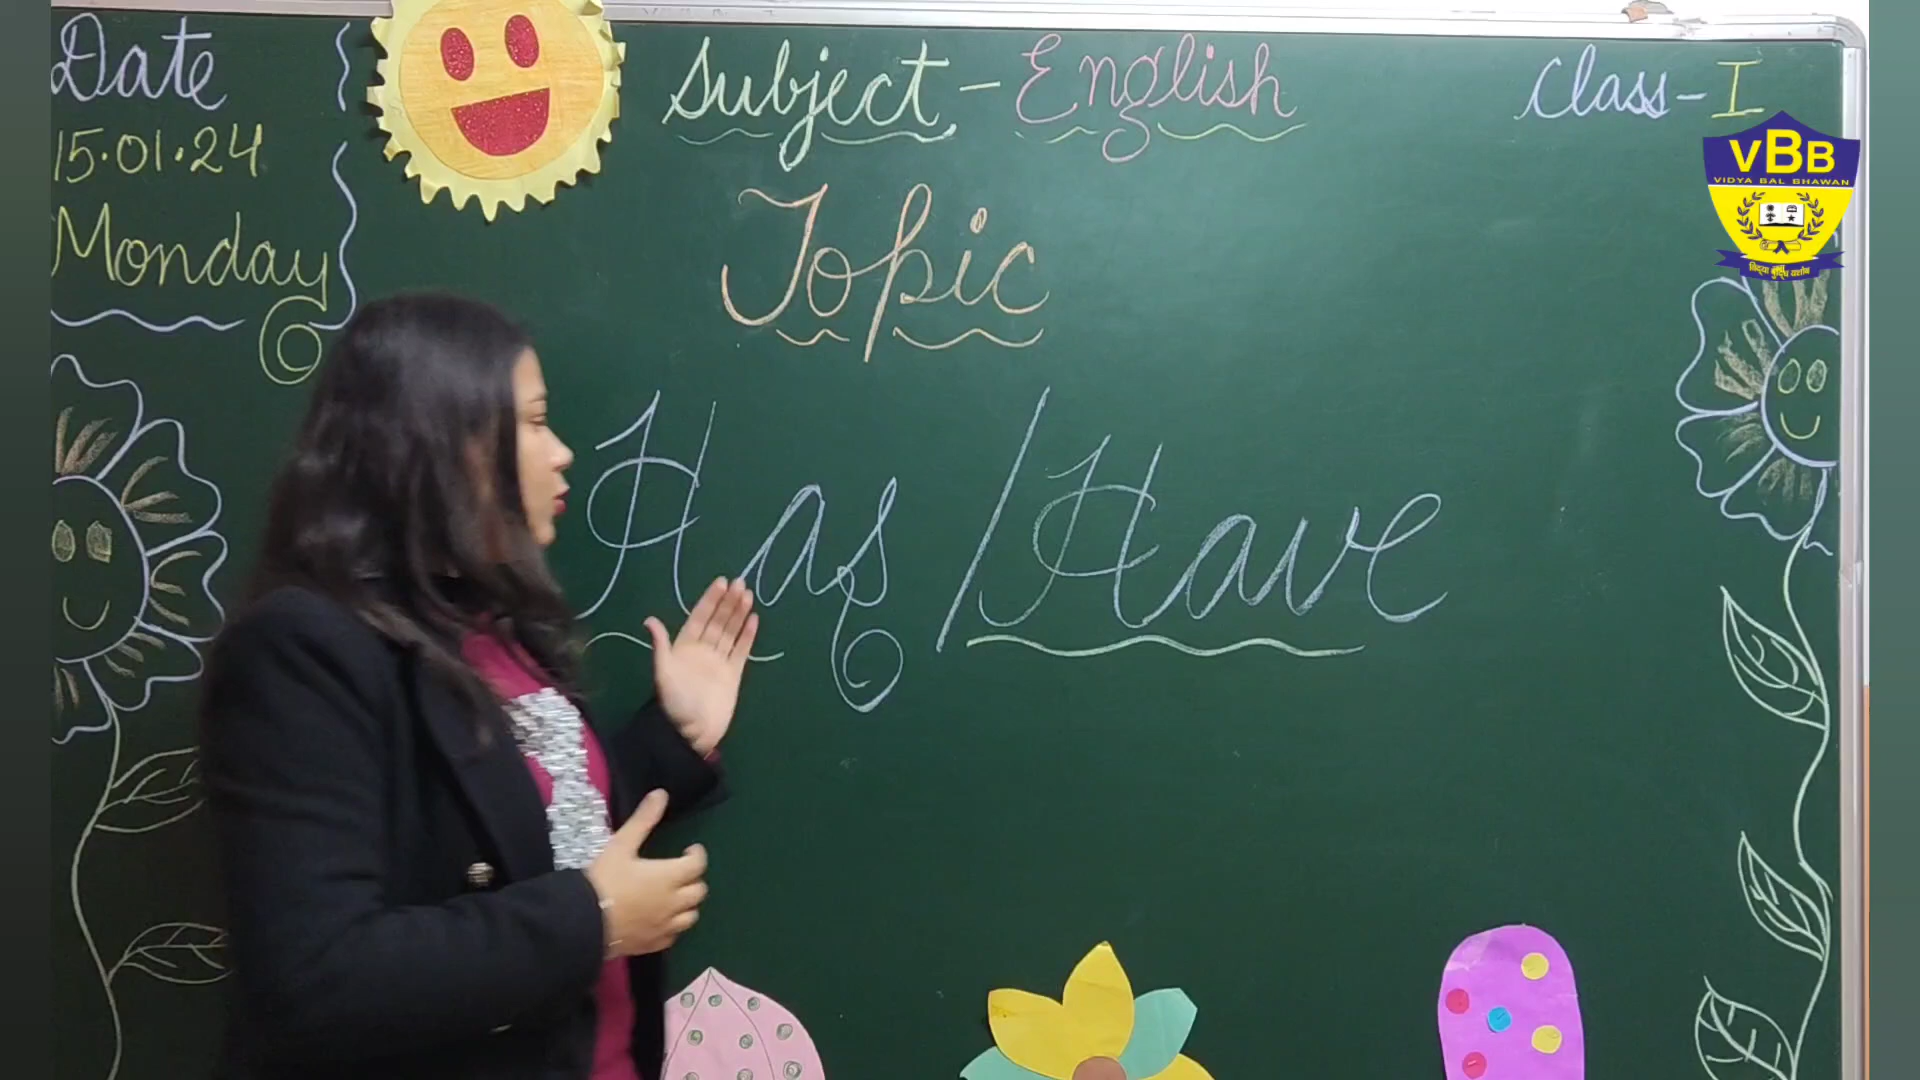 Date
15.01.24
Monday
Subject - English
Class - I
VBB
VIDYA BAL BHAWAN
Topic
Has / Have